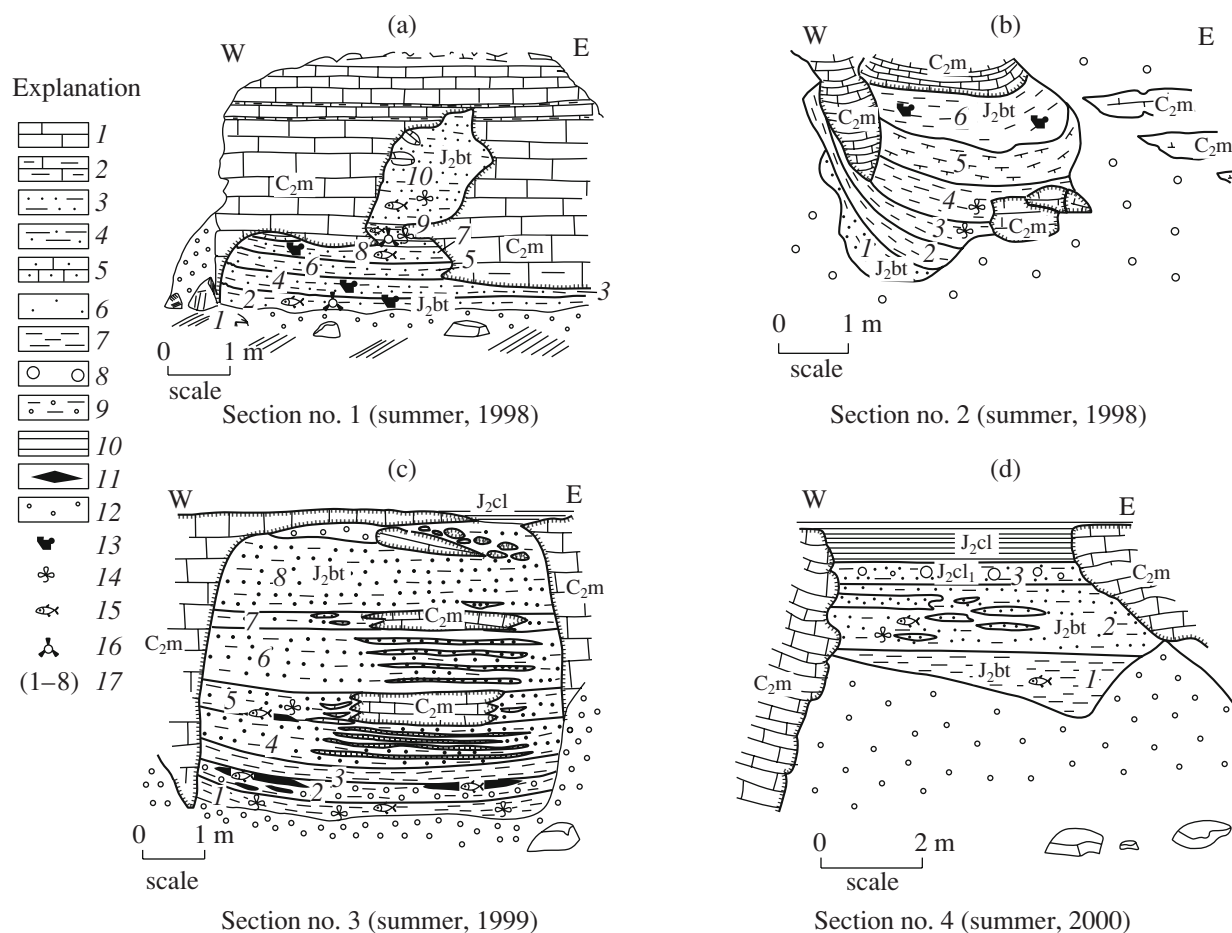 Explanation
1
2
3
4
5
6
7
8
9
10
11
12
13
14
15
16
(1–8) 17
(a)
W E
C₂m
J₂bt
10
9
8
7
C₂m
6
5
4
3
2
J₂bt
1
0 1 m
scale
Section no. 1 (summer, 1998)
(b)
W E
C₂m
J₂bt
6
C₂m
C₂m
C₂m
5
4
3
C₂m
2
1
J₂bt
0 1 m
scale
Section no. 2 (summer, 1998)
(c)
W E
J₂cl
J₂bt
8
C₂m
C₂m
7
C₂m
6
5
C₂m
4
3
2
1
0 1 m
scale
Section no. 3 (summer, 1999)
(d)
W E
J₂cl
J₂cl₁ 3
C₂m
J₂bt 2
J₂bt 1
C₂m
0 2 m
scale
Section no. 4 (summer, 2000)